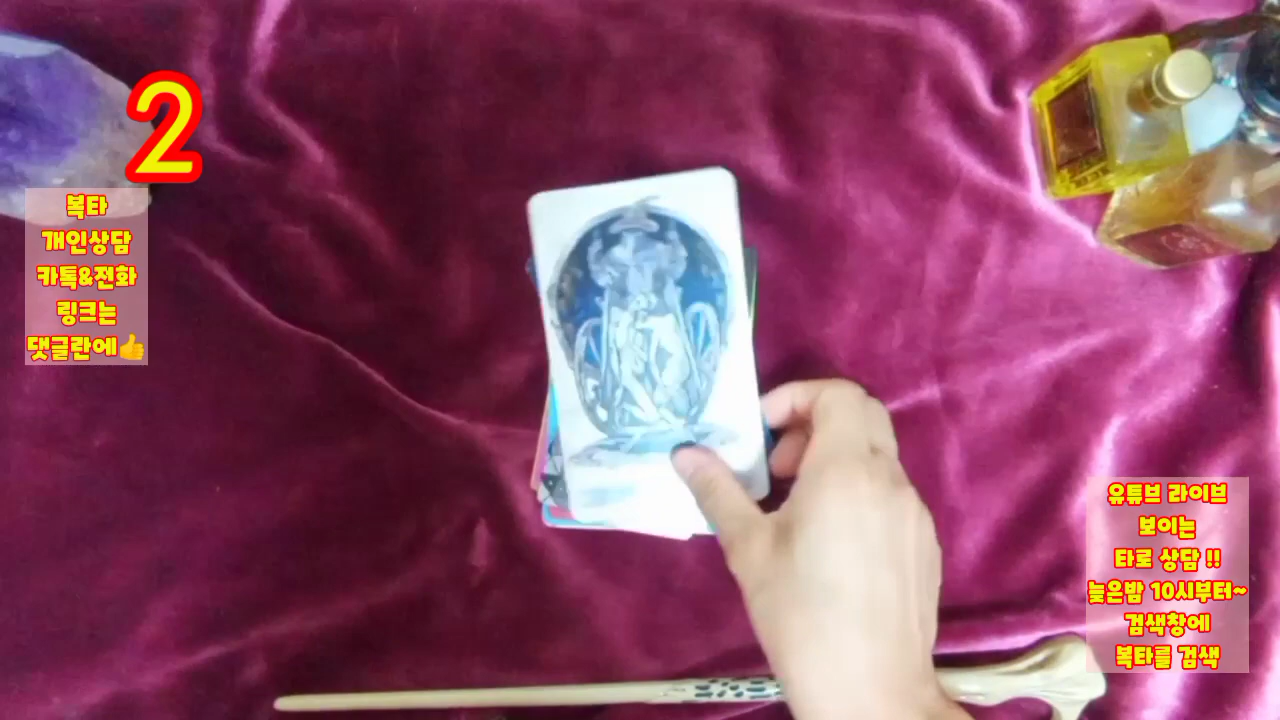 2
복타
개인상담
카톡&전화
링크는
댓글란에👍
유튜브 라이브
보이는
타로 상담 !!
늦은밤 10시부터~
검색창에
복타를 검색